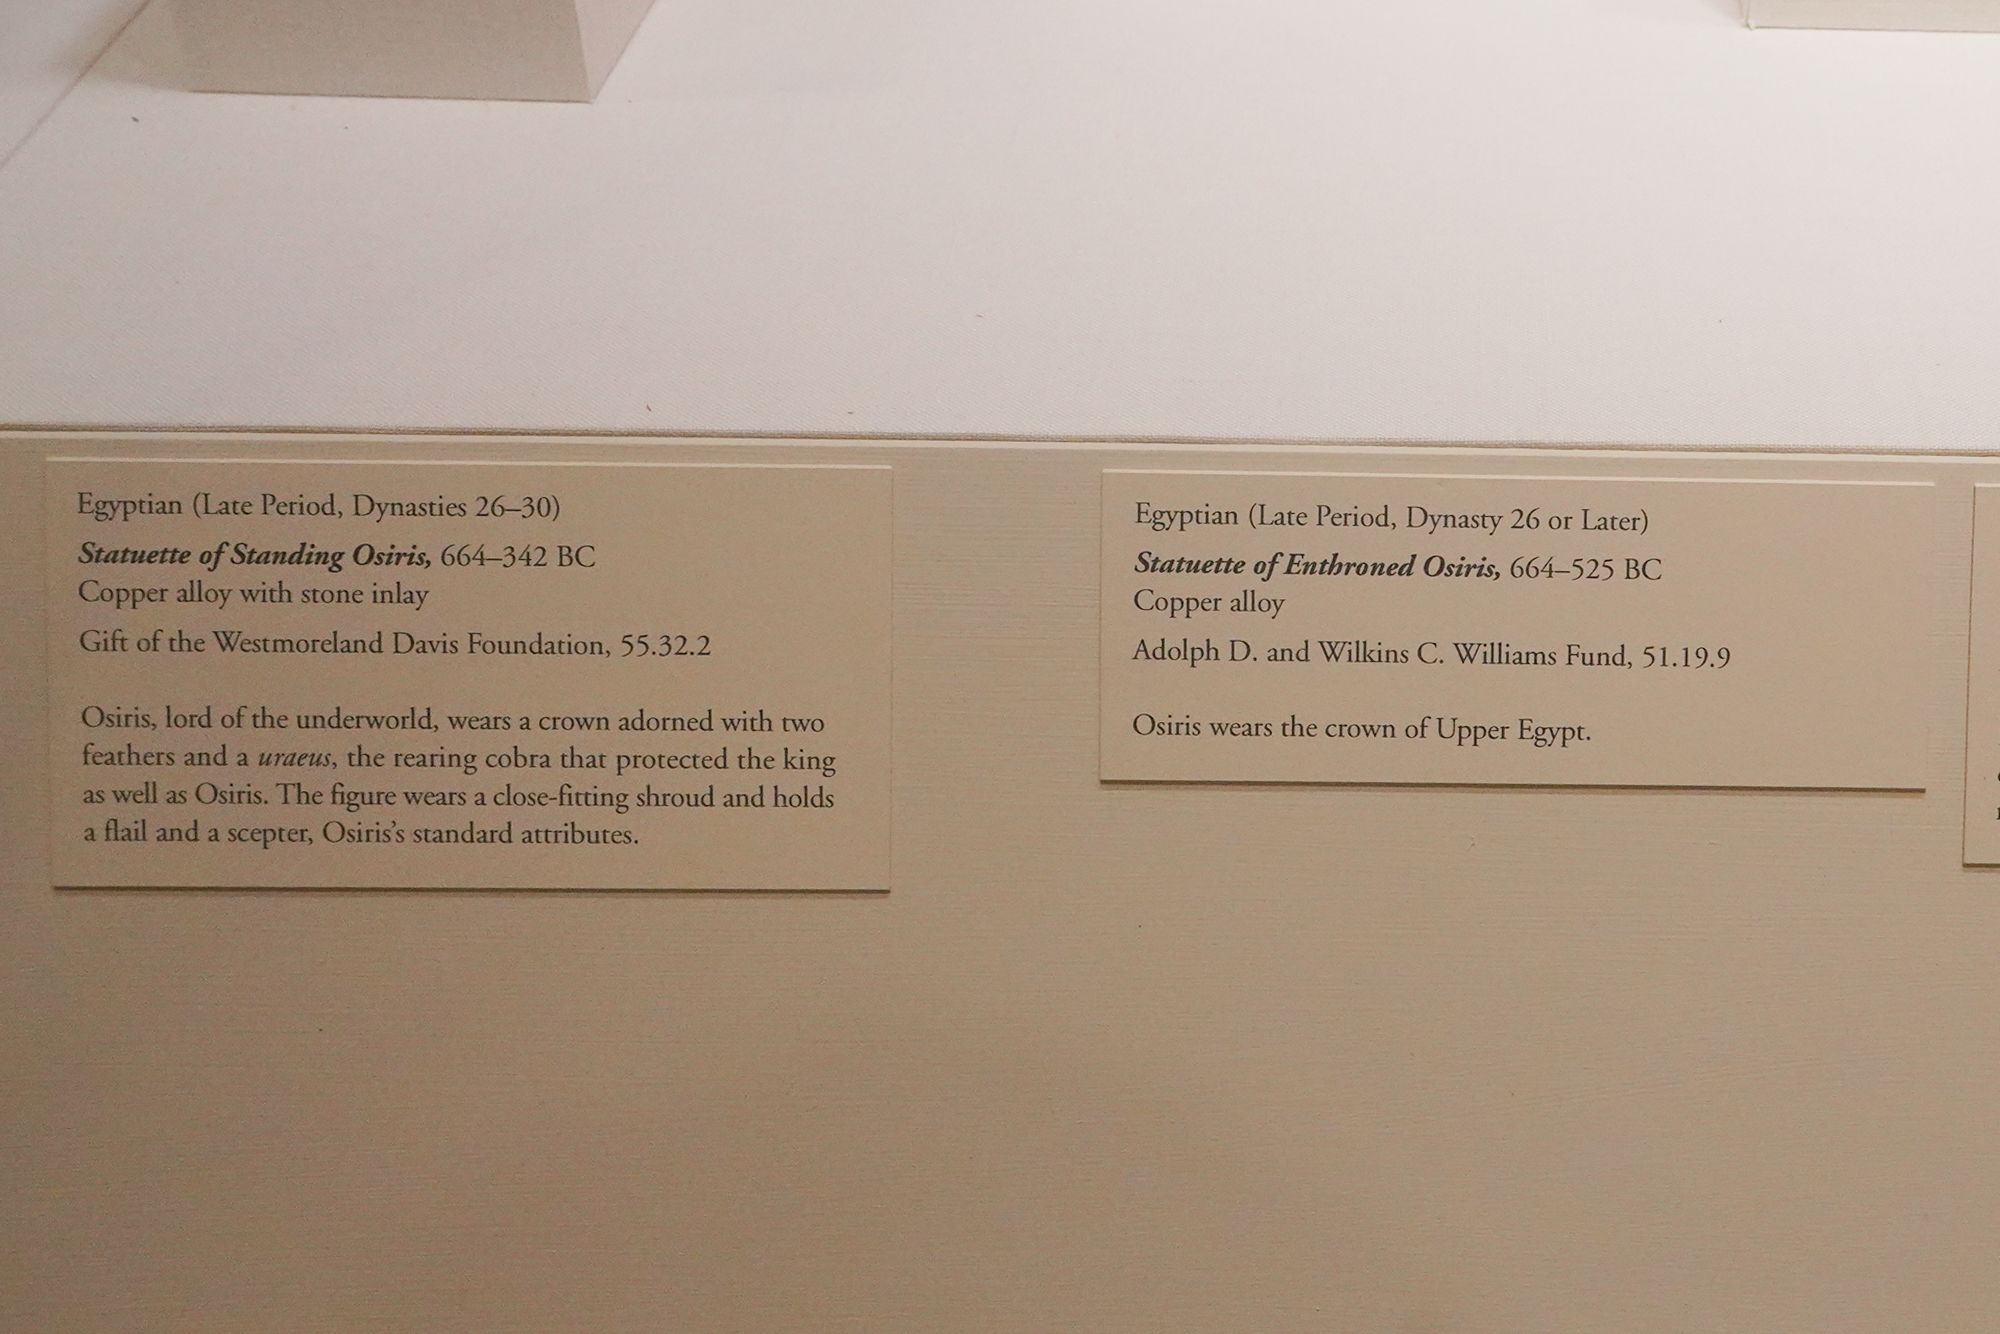 Egyptian (Late Period, Dynasties 26–30)
Statuette of Standing Osiris, 664–342 BC
Copper alloy with stone inlay
Gift of the Westmoreland Davis Foundation, 55.32.2
Osiris, lord of the underworld, wears a crown adorned with two
feathers and a uraeus, the rearing cobra that protected the king
as well as Osiris. The figure wears a close-fitting shroud and holds
a flail and a scepter, Osiris’s standard attributes.
Egyptian (Late Period, Dynasty 26 or Later)
Statuette of Enthroned Osiris, 664–525 BC
Copper alloy
Adolph D. and Wilkins C. Williams Fund, 51.19.9
Osiris wears the crown of Upper Egypt.